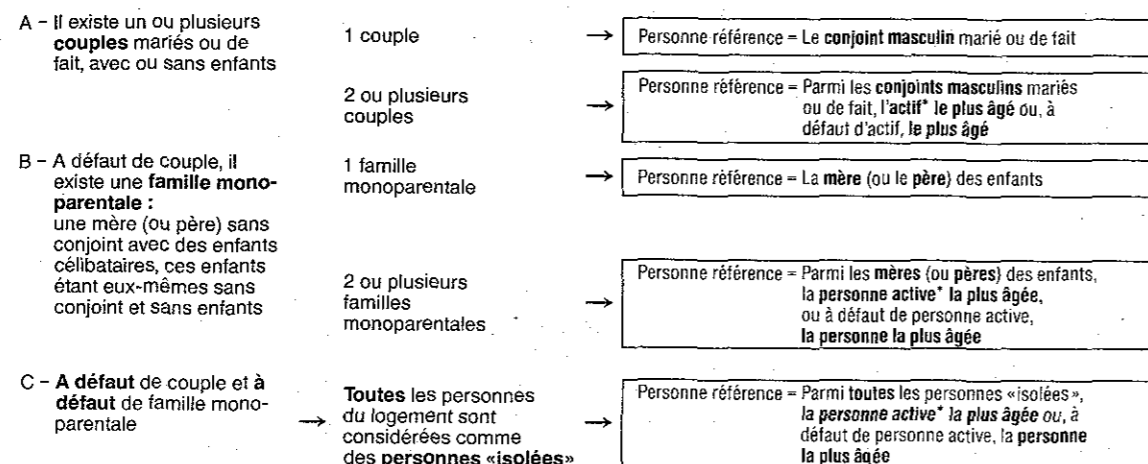 A – Il existe un ou plusieurs
couples mariés ou de
fait, avec ou sans enfants
1 couple
→
Personne référence = Le conjoint masculin marié ou de fait
2 ou plusieurs
couples
→
Personne référence = Parmi les conjoints masculins mariés
ou de fait, l'actif* le plus âgé ou, à
défaut d'actif, le plus âgé
B – A défaut de couple, il
existe une famille mono-
parentale :
une mère (ou père) sans
conjoint avec des enfants
célibataires, ces enfants
étant eux-mêmes sans
conjoint et sans enfants
1 famille
monoparentale
→
Personne référence = La mère (ou le père) des enfants
2 ou plusieurs
familles
monoparentales
→
Personne référence = Parmi les mères (ou pères) des enfants,
la personne active* la plus âgée,
ou à défaut de personne active,
la personne la plus âgée
C – A défaut de couple et à
défaut de famille mono-
parentale
→
Toutes les personnes
du logement sont
considérées comme
des personnes «isolées»
→
Personne référence = Parmi toutes les personnes «isolées»,
la personne active* la plus âgée ou, à
défaut de personne active, la personne
la plus âgée